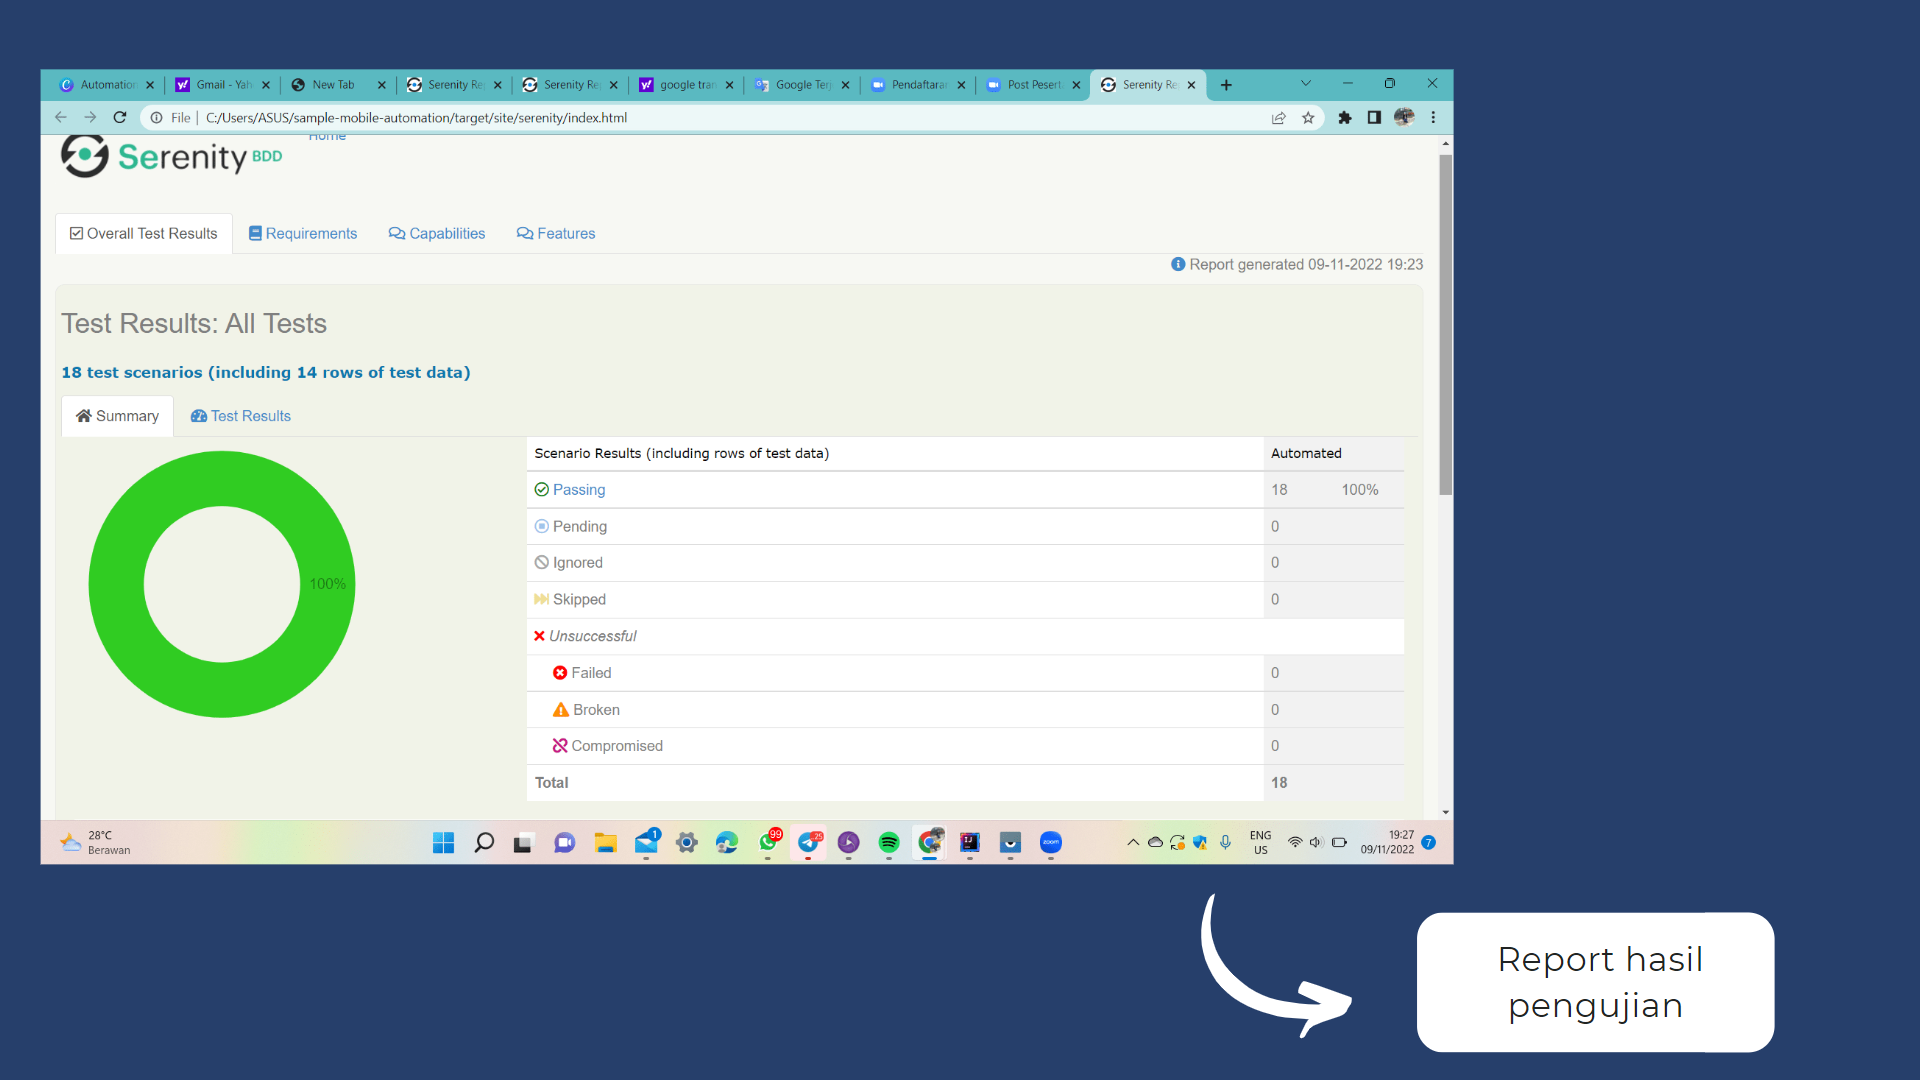 Automation
Gmail - Yah
New Tab
Serenity Re
Serenity Re
google tran
Google Terj
Pendaftaran
Post Pesert
Serenity Re
File | C:/Users/ASUS/sample-mobile-automation/target/site/serenity/index.html
Home
Serenity BDD
Overall Test Results
Requirements
Capabilities
Features
Report generated 09-11-2022 19:23
Test Results: All Tests
18 test scenarios (including 14 rows of test data)
Summary
Test Results
100%
Scenario Results (including rows of test data) Automated
Passing 18 100%
Pending 0
Ignored 0
Skipped 0
Unsuccessful
Failed 0
Broken 0
Compromised 0
Total 18
28°C
Berawan
1
99
25
zoom
ENG
US
19:27
09/11/2022
7
Report hasil
pengujian